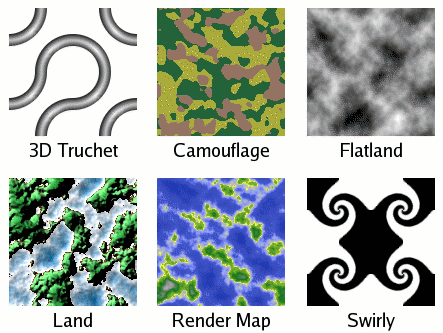 3D Truchet
Camouflage
Flatland
Land
Render Map
Swirly